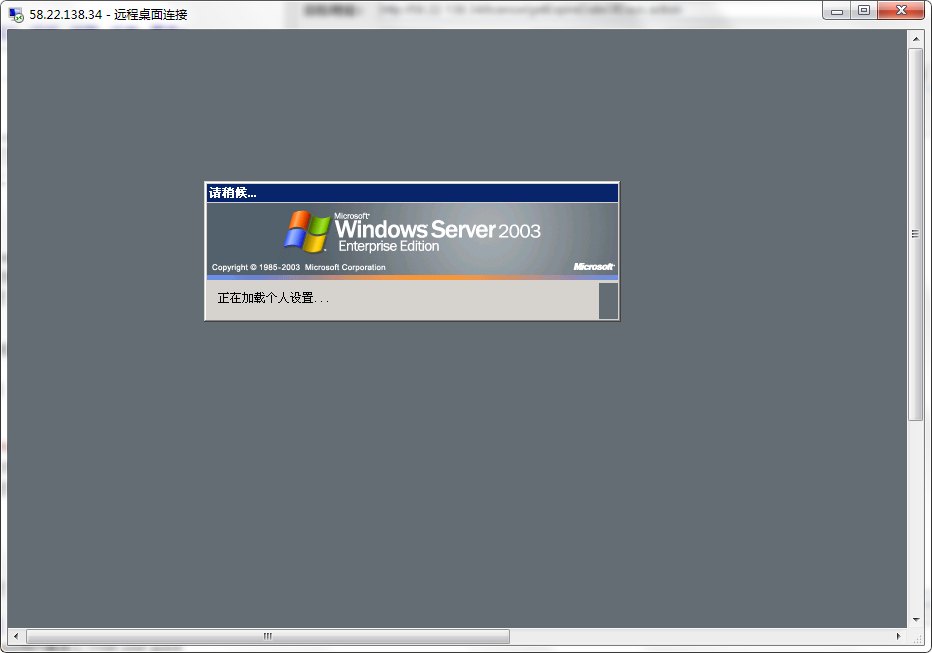 58.22.138.34 - 远程桌面连接
请稍候...
Microsoft
Windows Server 2003
Enterprise Edition
Copyright © 1985-2003 Microsoft Corporation
Microsoft
正在加载个人设置...